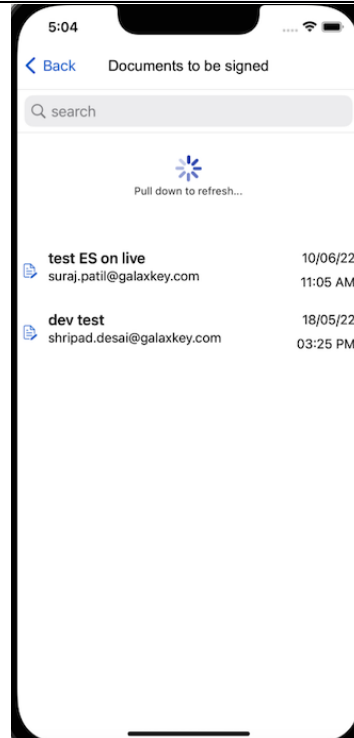 5:04
Back Documents to be signed
search
Pull down to refresh...
test ES on live 10/06/22
suraj.patil@galaxkey.com 11:05 AM
dev test 18/05/22
shripad.desai@galaxkey.com 03:25 PM